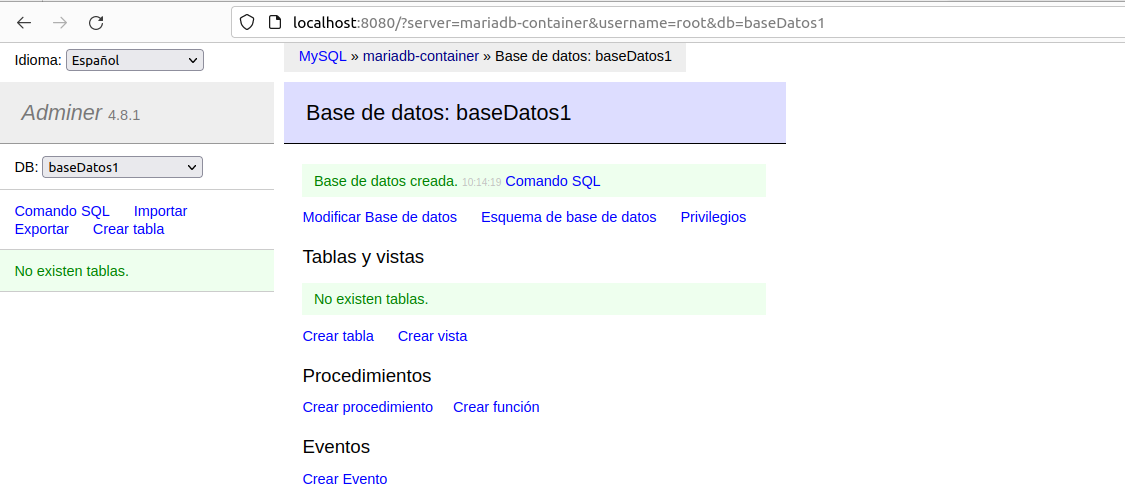 localhost:8080/?server=mariadb-container&username=root&db=baseDatos1
Idioma: Español
MySQL » mariadb-container » Base de datos: baseDatos1
Adminer 4.8.1
Base de datos: baseDatos1
DB: baseDatos1
Comando SQL Importar
Exportar Crear tabla
No existen tablas.
Base de datos creada. 10:14:19 Comando SQL
Modificar Base de datos Esquema de base de datos Privilegios
Tablas y vistas
No existen tablas.
Crear tabla Crear vista
Procedimientos
Crear procedimiento Crear función
Eventos
Crear Evento